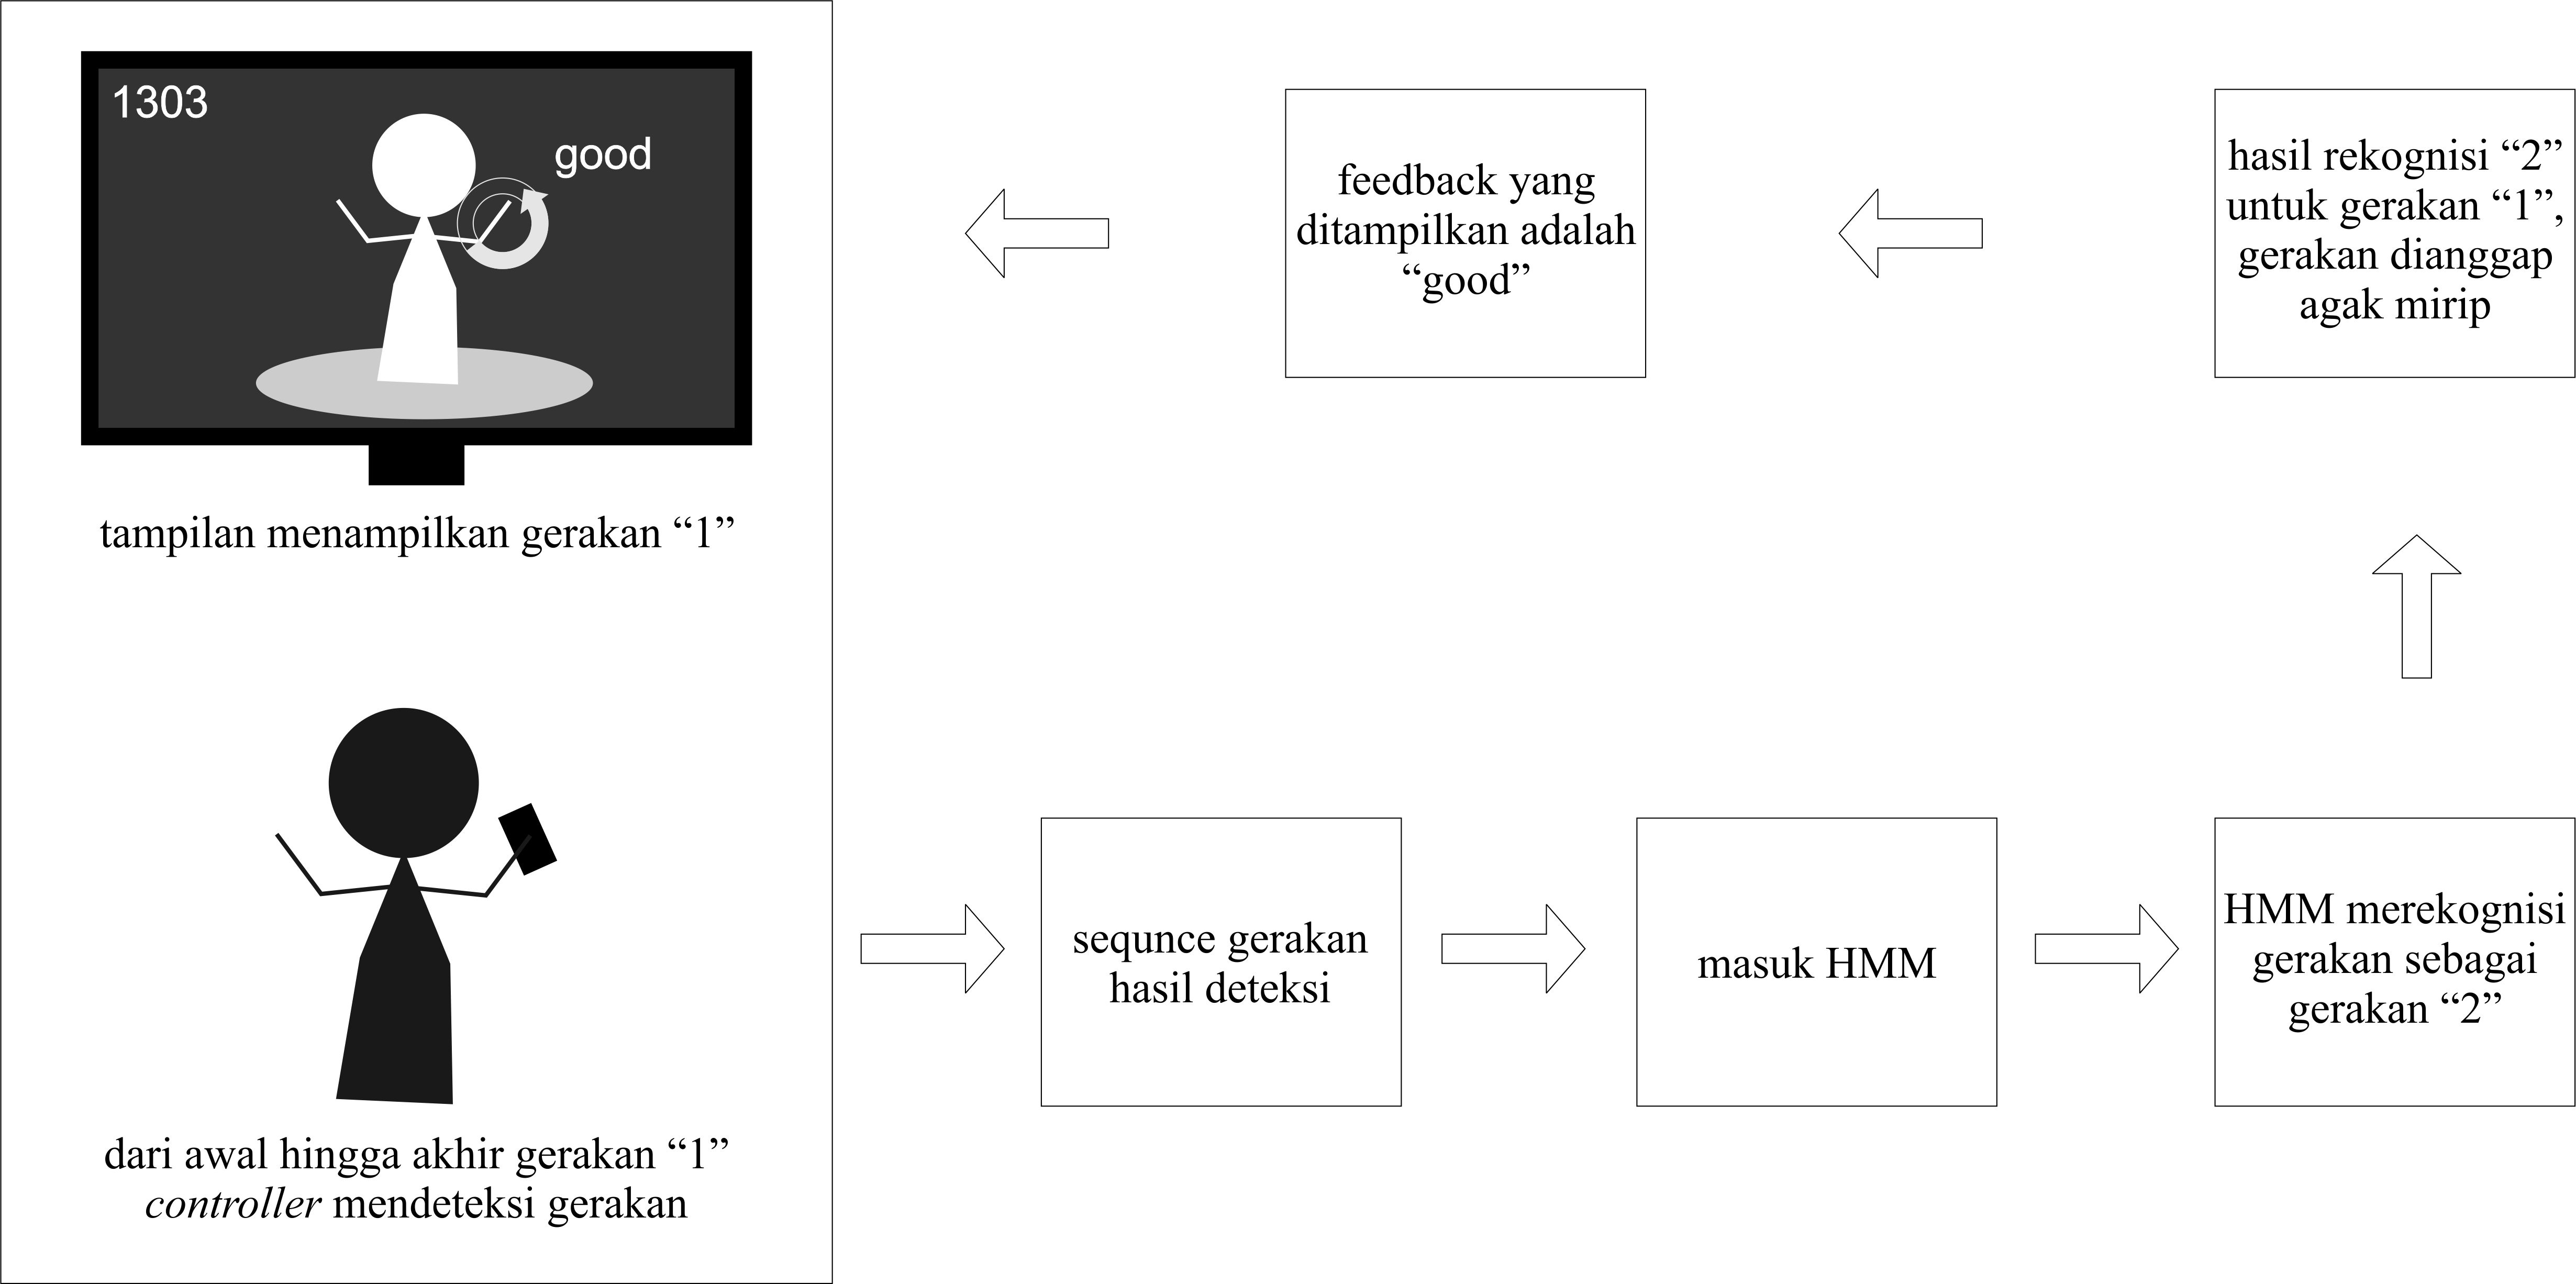 1303
good
tampilan menampilkan gerakan “1”
dari awal hingga akhir gerakan “1”
controller mendeteksi gerakan
sequnce gerakan
hasil deteksi
masuk HMM
HMM merekognisi
gerakan sebagai
gerakan “2”
hasil rekognisi “2”
untuk gerakan “1”,
gerakan dianggap
agak mirip
feedback yang
ditampilkan adalah
“good”